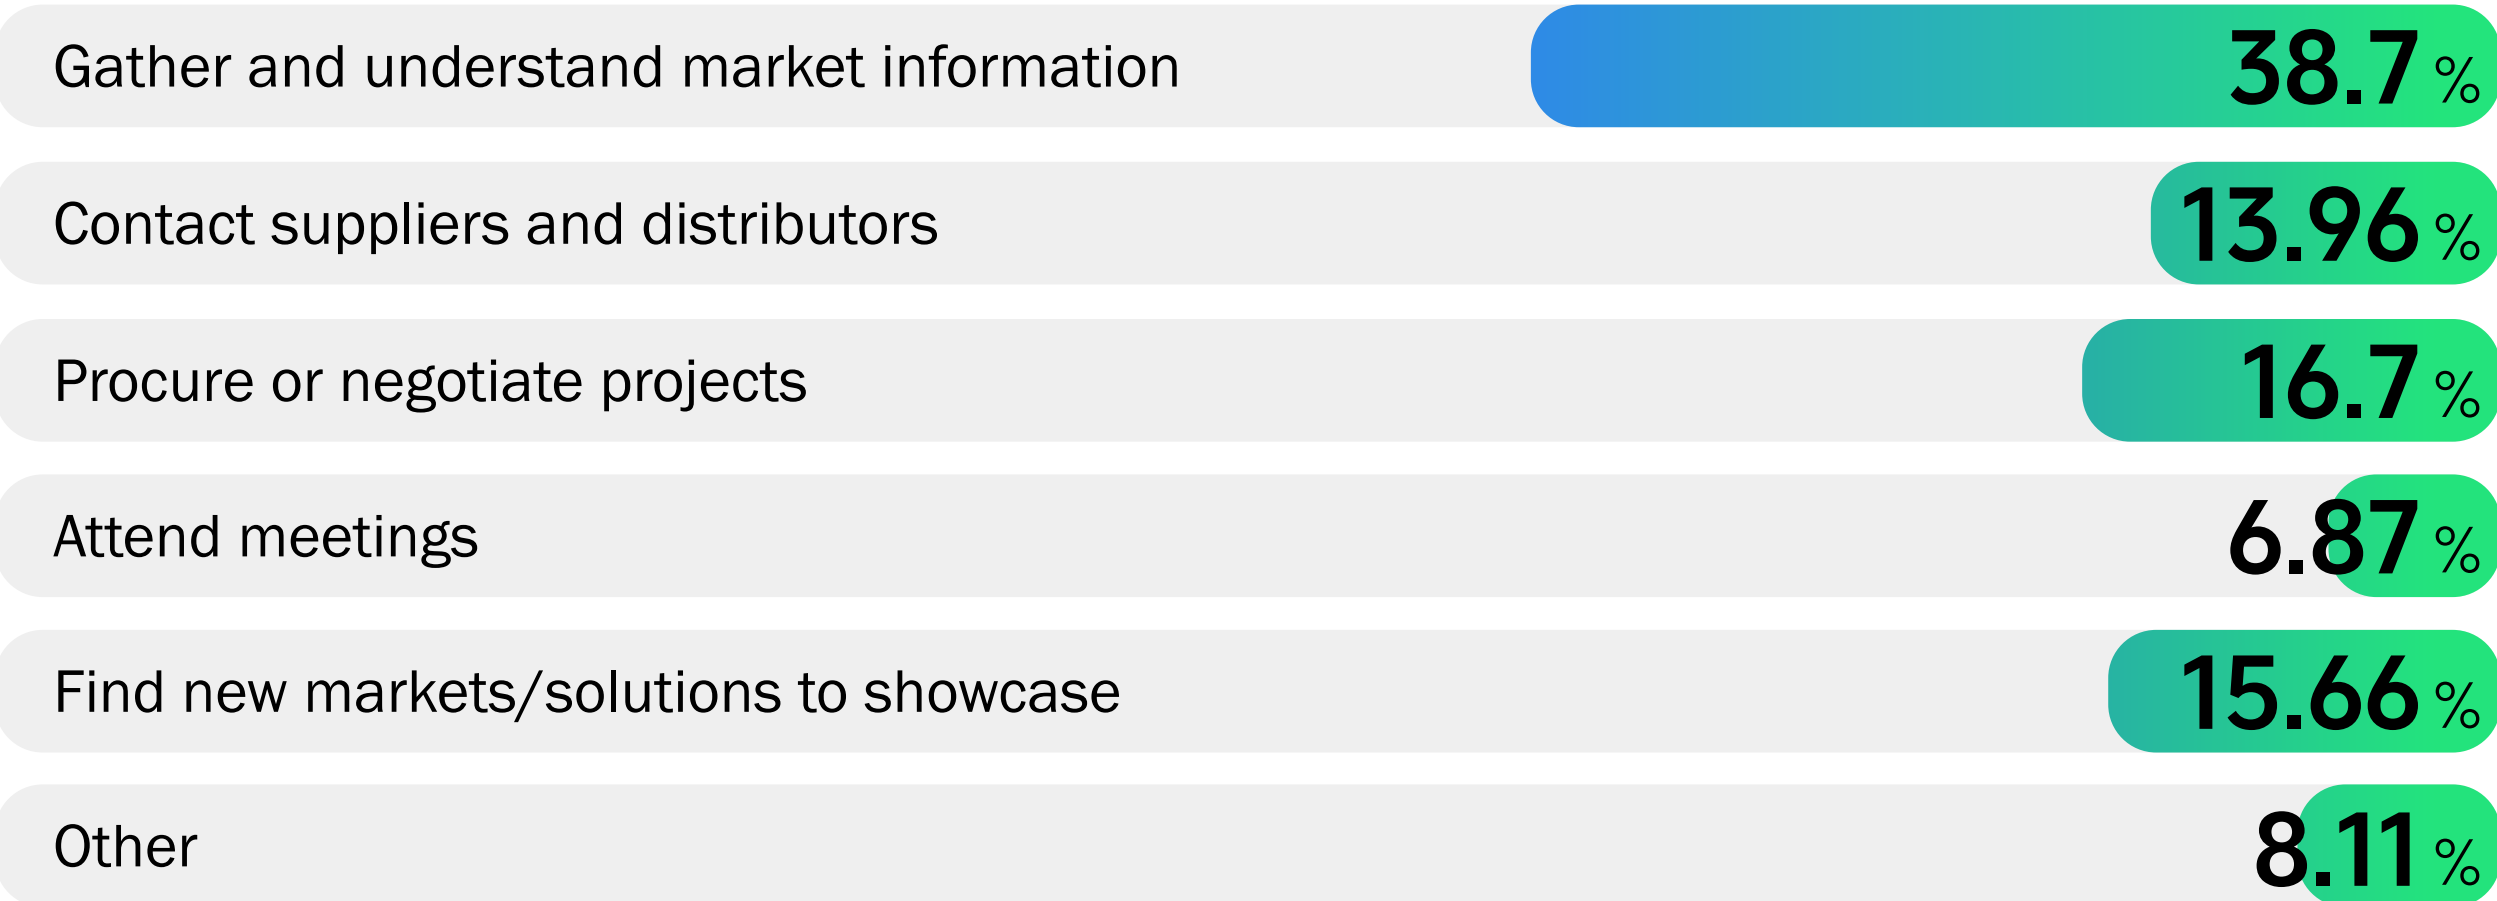 Gather and understand market information 38.7 %
Contact suppliers and distributors 13.96 %
Procure or negotiate projects 16.7 %
Attend meetings 6.87 %
Find new markets/solutions to showcase 15.66 %
Other 8.11 %